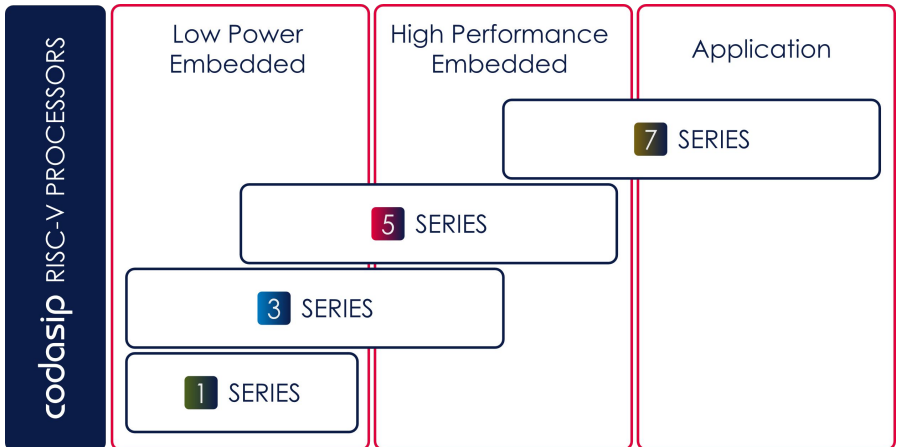 codasip RISC-V PROCESSORS
Low Power
Embedded
High Performance
Embedded
Application
7 SERIES
5 SERIES
3 SERIES
1 SERIES